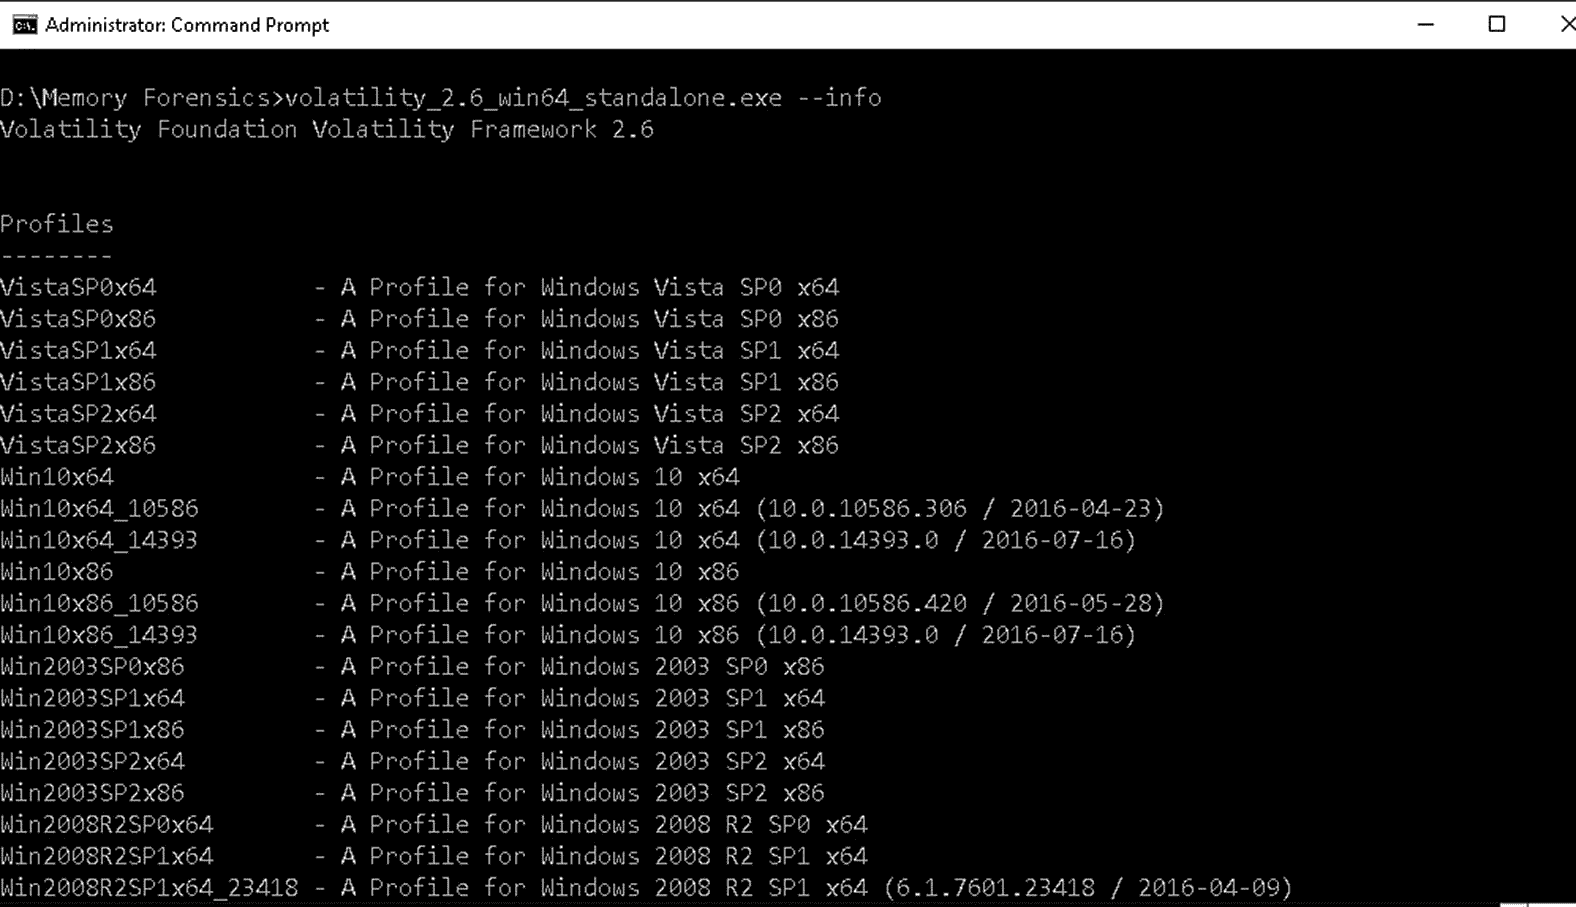 Administrator: Command Prompt
D:\Memory Forensics>volatility_2.6_win64_standalone.exe --info
Volatility Foundation Volatility Framework 2.6
Profiles
--------
VistaSP0x64           - A Profile for Windows Vista SP0 x64
VistaSP0x86           - A Profile for Windows Vista SP0 x86
VistaSP1x64           - A Profile for Windows Vista SP1 x64
VistaSP1x86           - A Profile for Windows Vista SP1 x86
VistaSP2x64           - A Profile for Windows Vista SP2 x64
VistaSP2x86           - A Profile for Windows Vista SP2 x86
Win10x64              - A Profile for Windows 10 x64
Win10x64_10586        - A Profile for Windows 10 x64 (10.0.10586.306 / 2016-04-23)
Win10x64_14393        - A Profile for Windows 10 x64 (10.0.14393.0 / 2016-07-16)
Win10x86              - A Profile for Windows 10 x86
Win10x86_10586        - A Profile for Windows 10 x86 (10.0.10586.420 / 2016-05-28)
Win10x86_14393        - A Profile for Windows 10 x86 (10.0.14393.0 / 2016-07-16)
Win2003SP0x86         - A Profile for Windows 2003 SP0 x86
Win2003SP1x64         - A Profile for Windows 2003 SP1 x64
Win2003SP1x86         - A Profile for Windows 2003 SP1 x86
Win2003SP2x64         - A Profile for Windows 2003 SP2 x64
Win2003SP2x86         - A Profile for Windows 2003 SP2 x86
Win2008R2SP0x64       - A Profile for Windows 2008 R2 SP0 x64
Win2008R2SP1x64       - A Profile for Windows 2008 R2 SP1 x64
Win2008R2SP1x64_23418 - A Profile for Windows 2008 R2 SP1 x64 (6.1.7601.23418 / 2016-04-09)